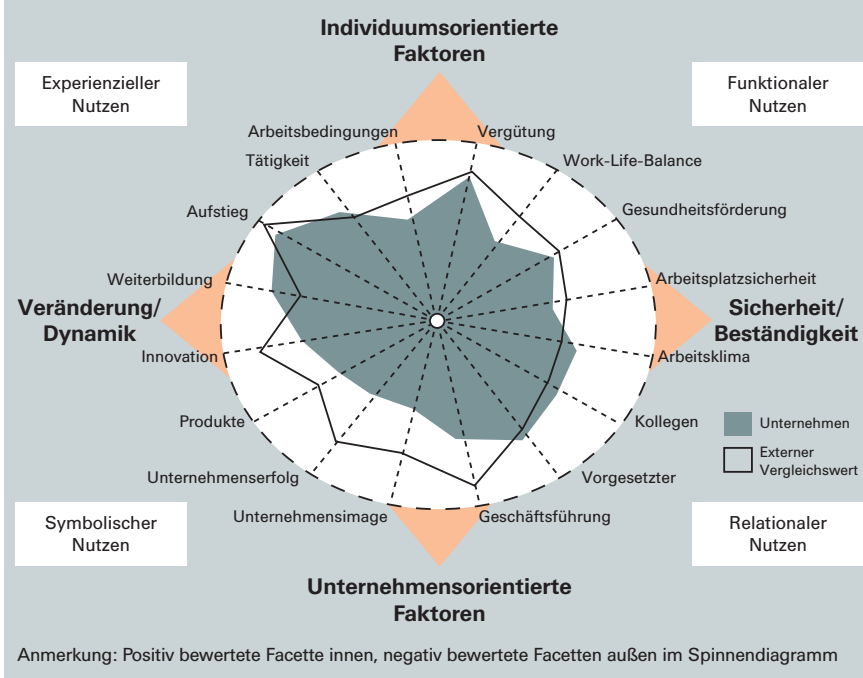 Individuumsorientierte
Faktoren
Experienzieller
Nutzen
Funktionaler
Nutzen
Arbeitsbedingungen
Vergütung
Tätigkeit
Work-Life-Balance
Aufstieg
Gesundheitsförderung
Weiterbildung
Arbeitsplatzsicherheit
Veränderung/
Dynamik
Sicherheit/
Beständigkeit
Innovation
Arbeitsklima
Produkte
Kollegen
Unternehmen
Externer
Vergleichswert
Unternehmenserfolg
Vorgesetzter
Unternehmensimage
Geschäftsführung
Symbolischer
Nutzen
Relationaler
Nutzen
Unternehmensorientierte
Faktoren
Anmerkung: Positiv bewertete Facette innen, negativ bewertete Facetten außen im Spinnendiagramm